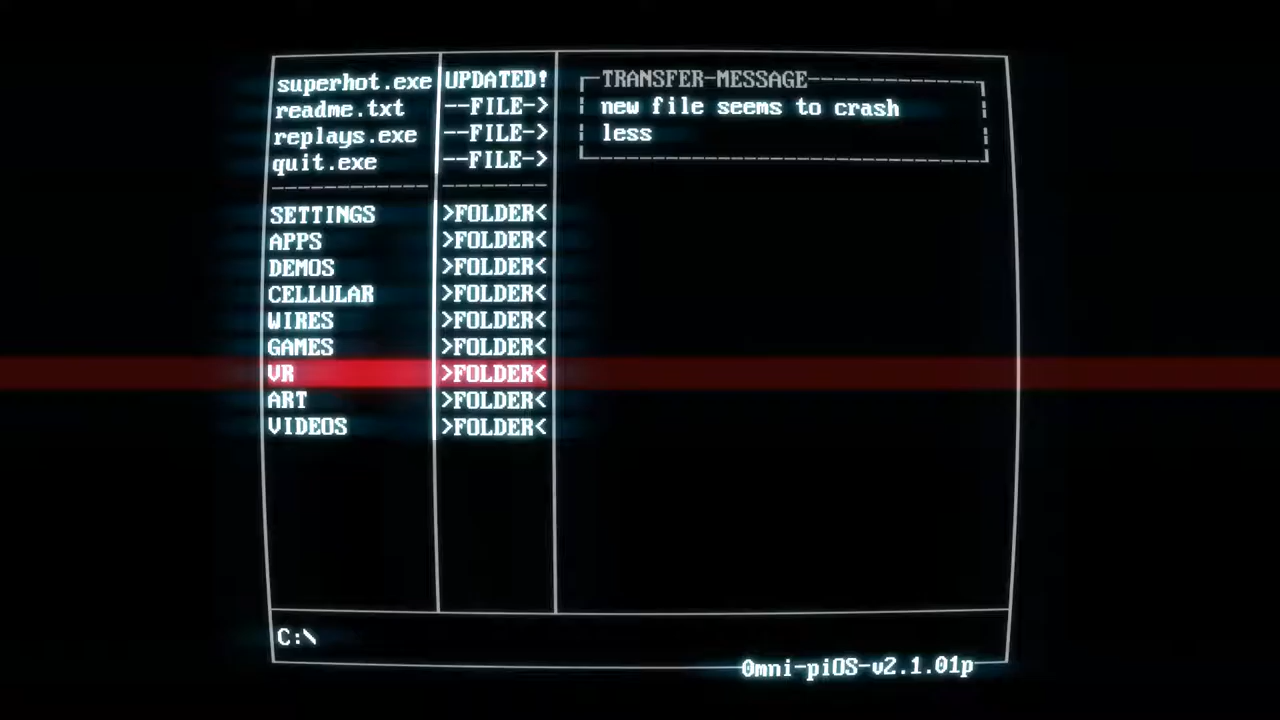 superhot.exe UPDATED!
readme.txt --FILE->
replays.exe --FILE->
quit.exe --FILE->
SETTINGS >FOLDER<
APPS >FOLDER<
DEMOS >FOLDER<
CELLULAR >FOLDER<
WIRES >FOLDER<
GAMES >FOLDER<
VR >FOLDER<
ART >FOLDER<
VIDEOS >FOLDER<
TRANSFER-MESSAGE
new file seems to crash
less
C:\
0mni-piOS-v2.1.01p